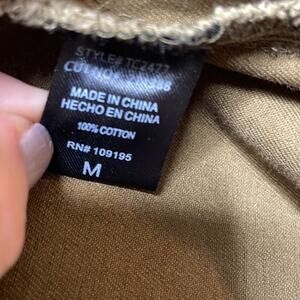 STYLE# TC2477
MADE IN CHINA
HECHO EN CHINA
100% COTTON
RN# 109195
M